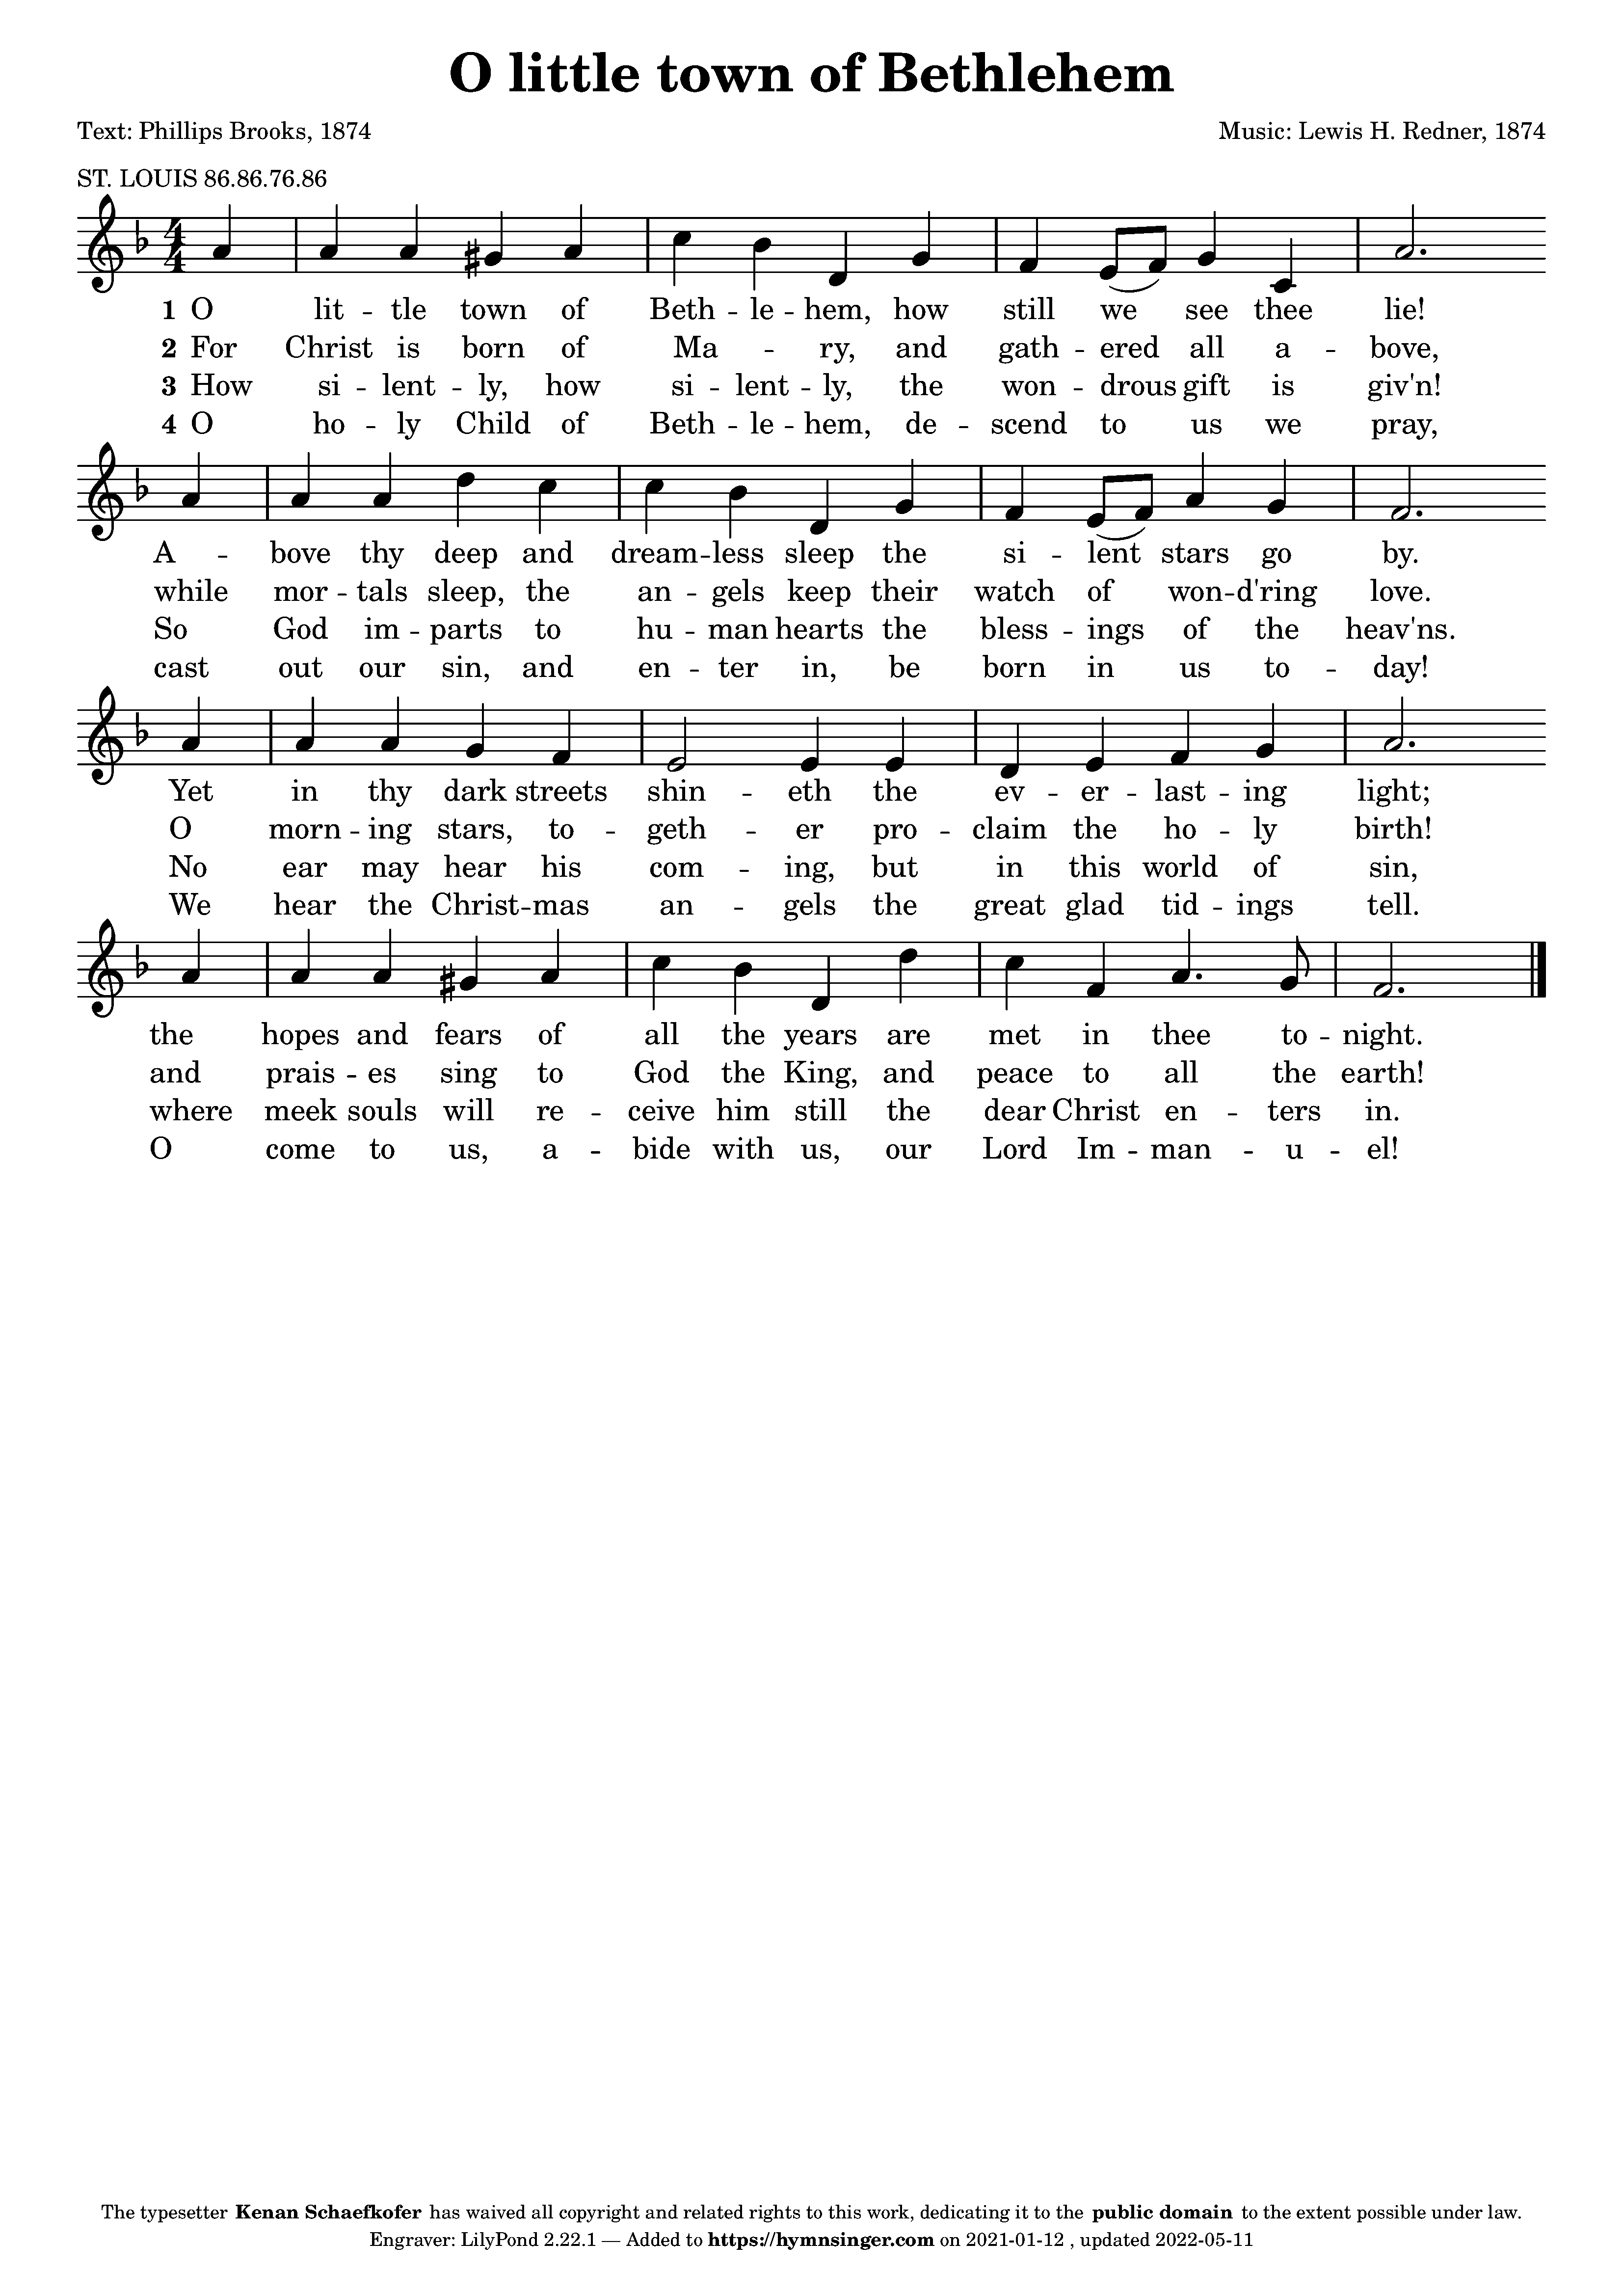 O little town of Bethlehem
Text: Phillips Brooks, 1874 Music: Lewis H. Redner, 1874
ST. LOUIS 86.86.76.86
4
4
1 O lit -- tle town of Beth -- le -- hem, how still we see thee lie!
2 For Christ is born of Ma -- ry, and gath -- ered all a -- bove,
3 How si -- lent -- ly, how si -- lent -- ly, the won -- drous gift is giv'n!
4 O ho -- ly Child of Beth -- le -- hem, de -- scend to us we pray,
A -- bove thy deep and dream -- less sleep the si -- lent stars go by.
while mor -- tals sleep, the an -- gels keep their watch of won -- d'ring love.
So God im -- parts to hu -- man hearts the bless -- ings of the heav'ns.
cast out our sin, and en -- ter in, be born in us to -- day!
Yet in thy dark streets shin -- eth the ev -- er -- last -- ing light;
O morn -- ing stars, to -- geth -- er pro -- claim the ho -- ly birth!
No ear may hear his com -- ing, but in this world of sin,
We hear the Christ -- mas an -- gels the great glad tid -- ings tell.
the hopes and fears of all the years are met in thee to -- night.
and prais -- es sing to God the King, and peace to all the earth!
where meek souls will re -- ceive him still the dear Christ en -- ters in.
O come to us, a -- bide with us, our Lord Im -- man -- u -- el!
The typesetter Kenan Schaefkofer has waived all copyright and related rights to this work, dedicating it to the public domain to the extent possible under law.
Engraver: LilyPond 2.22.1 — Added to https://hymnsinger.com on 2021-01-12 , updated 2022-05-11